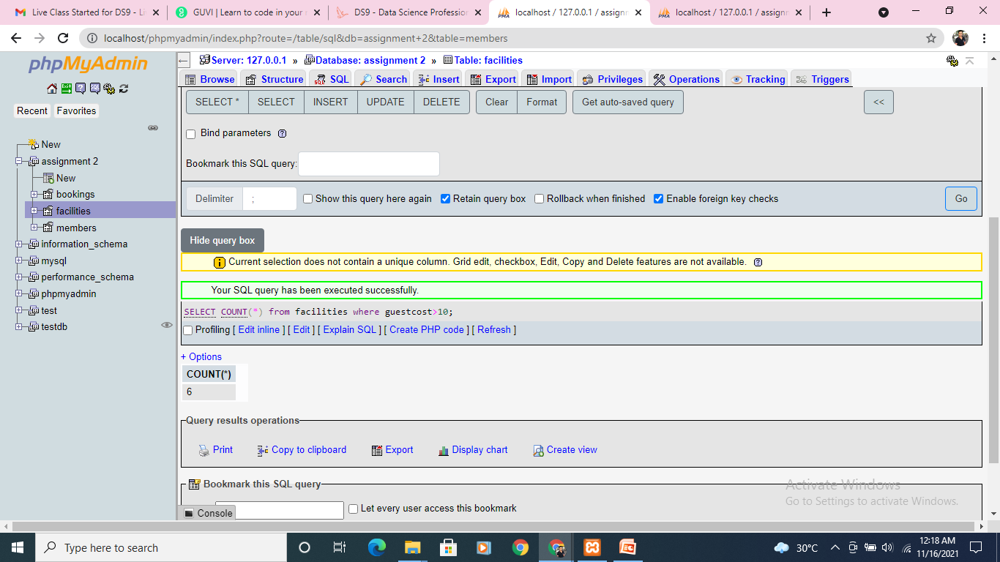 Live Class Started for DS9 - Li
GUVI | Learn to code in your
DS9 - Data Science Profession
localhost / 127.0.0.1 / assignm
localhost / 127.0.0.1 / assignm
localhost/phpmyadmin/index.php?route=/table/sql&db=assignment+2&table=members
phpMyAdmin
Recent Favorites
New
assignment 2
New
bookings
facilities
members
information_schema
mysql
performance_schema
phpmyadmin
test
testdb
Server: 127.0.0.1 » Database: assignment 2 » Table: facilities
Browse Structure SQL Search Insert Export Import Privileges Operations Tracking Triggers
SELECT * SELECT INSERT UPDATE DELETE Clear Format Get auto-saved query <<
Bind parameters
Bookmark this SQL query:
Delimiter ; Show this query here again Retain query box Rollback when finished Enable foreign key checks Go
Hide query box
Current selection does not contain a unique column. Grid edit, checkbox, Edit, Copy and Delete features are not available.
Your SQL query has been executed successfully.
SELECT COUNT(*) from facilities where guestcost>10;
Profiling [ Edit inline ] [ Edit ] [ Explain SQL ] [ Create PHP code ] [ Refresh ]
+ Options
COUNT(*)
6
Query results operations
Print Copy to clipboard Export Display chart Create view
Bookmark this SQL query
Let every user access this bookmark
Console
Activate Windows
Go to Settings to activate Windows.
Type here to search
30°C
12:18 AM
11/16/2021